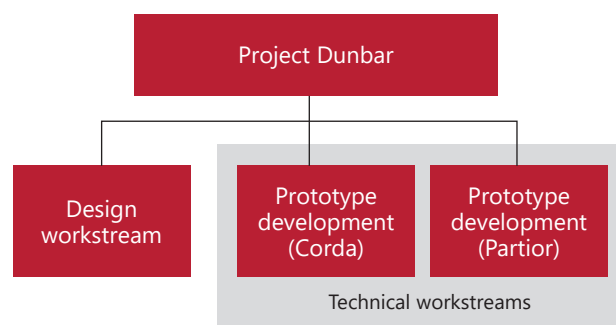 Project Dunbar
Design
workstream
Prototype
development
(Corda)
Prototype
development
(Partior)
Technical workstreams